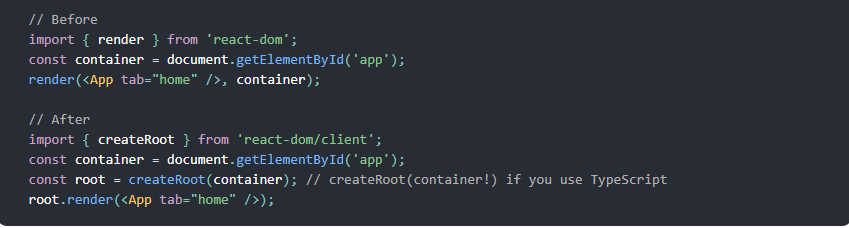 // Before
import { render } from 'react-dom';
const container = document.getElementById('app');
render(<App tab="home" />, container);
// After
import { createRoot } from 'react-dom/client';
const container = document.getElementById('app');
const root = createRoot(container); // createRoot(container!) if you use TypeScript
root.render(<App tab="home" />);